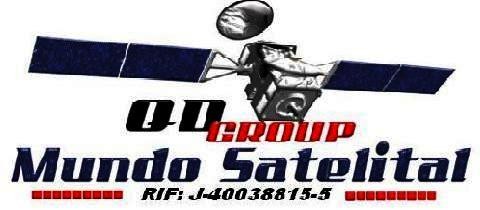 QD GROUP
Mundo Satelital
RIF: J-40038815-5